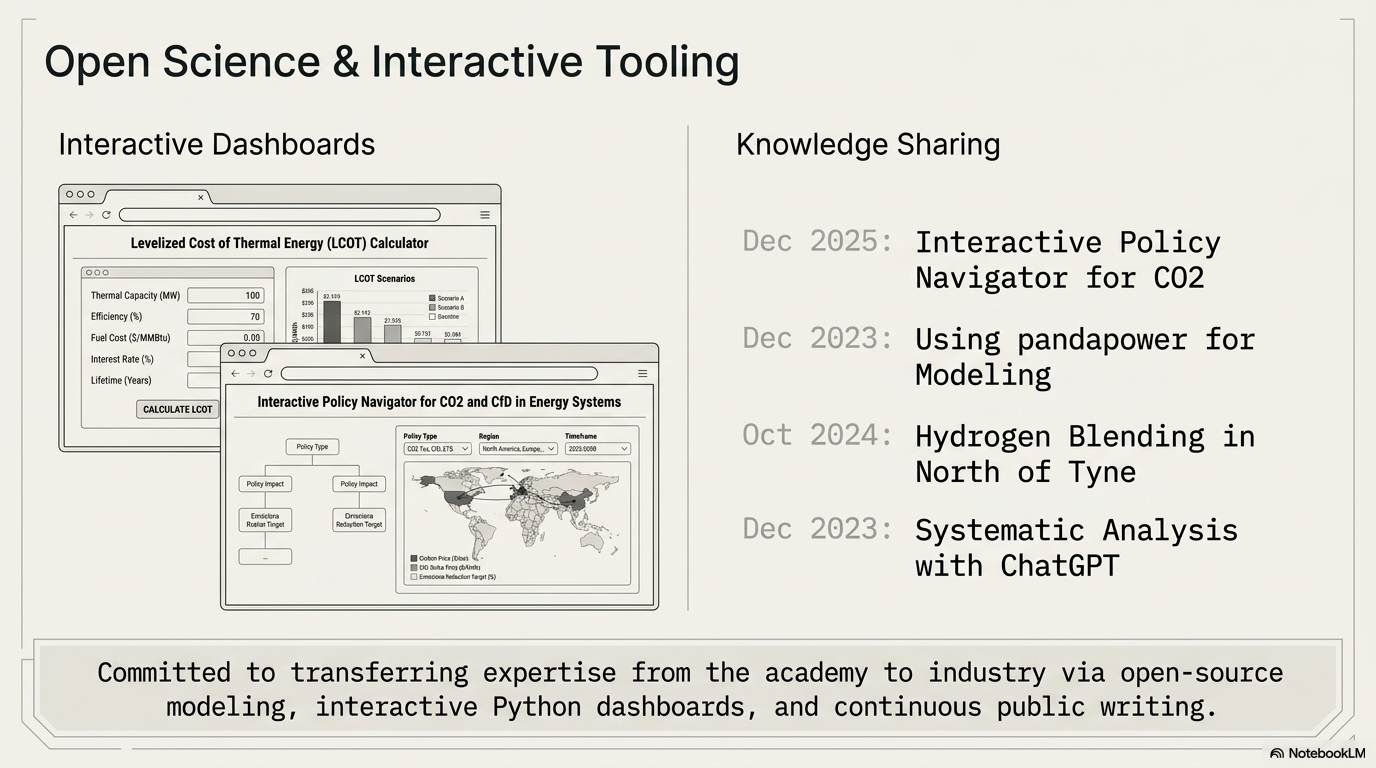 Open Science & Interactive Tooling
Interactive Dashboards
Levelized Cost of Thermal Energy (LCOT) Calculator
Thermal Capacity (MW) 100
Efficiency (%) 70
Fuel Cost ($/MMBtu) 0.00
Interest Rate (%)
Lifetime (Years)
CALCULATE LCOT
LCOT Scenarios
Scenario A
Scenario B
Interactive Policy Navigator for CO2 and CfD in Energy Systems
Policy Type
Policy Impact
Policy Impact
...
Policy Type
Region
Timeframe
North America, Europe,..
Knowledge Sharing
Dec 2025: Interactive Policy
Navigator for CO2
Dec 2023: Using pandapower for
Modeling
Oct 2024: Hydrogen Blending in
North of Tyne
Dec 2023: Systematic Analysis
with ChatGPT
Committed to transferring expertise from the academy to industry via open-source
modeling, interactive Python dashboards, and continuous public writing.
NotebookLM